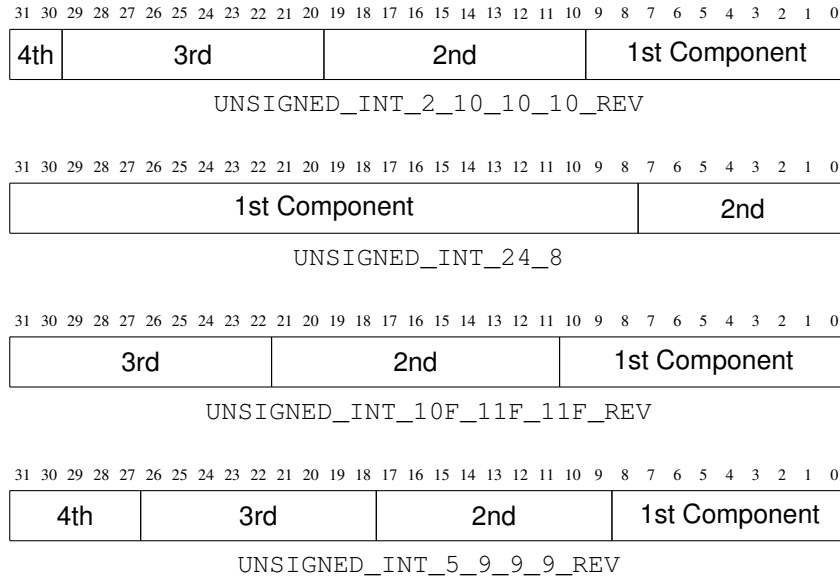 31 30 29 28 27 26 25 24 23 22 21 20 19 18 17 16 15 14 13 12 11 10 9 8 7 6 5 4 3 2 1 0
4th 3rd 2nd 1st Component
UNSIGNED_INT_2_10_10_10_REV
31 30 29 28 27 26 25 24 23 22 21 20 19 18 17 16 15 14 13 12 11 10 9 8 7 6 5 4 3 2 1 0
1st Component 2nd
UNSIGNED_INT_24_8
31 30 29 28 27 26 25 24 23 22 21 20 19 18 17 16 15 14 13 12 11 10 9 8 7 6 5 4 3 2 1 0
3rd 2nd 1st Component
UNSIGNED_INT_10F_11F_11F_REV
31 30 29 28 27 26 25 24 23 22 21 20 19 18 17 16 15 14 13 12 11 10 9 8 7 6 5 4 3 2 1 0
4th 3rd 2nd 1st Component
UNSIGNED_INT_5_9_9_9_REV